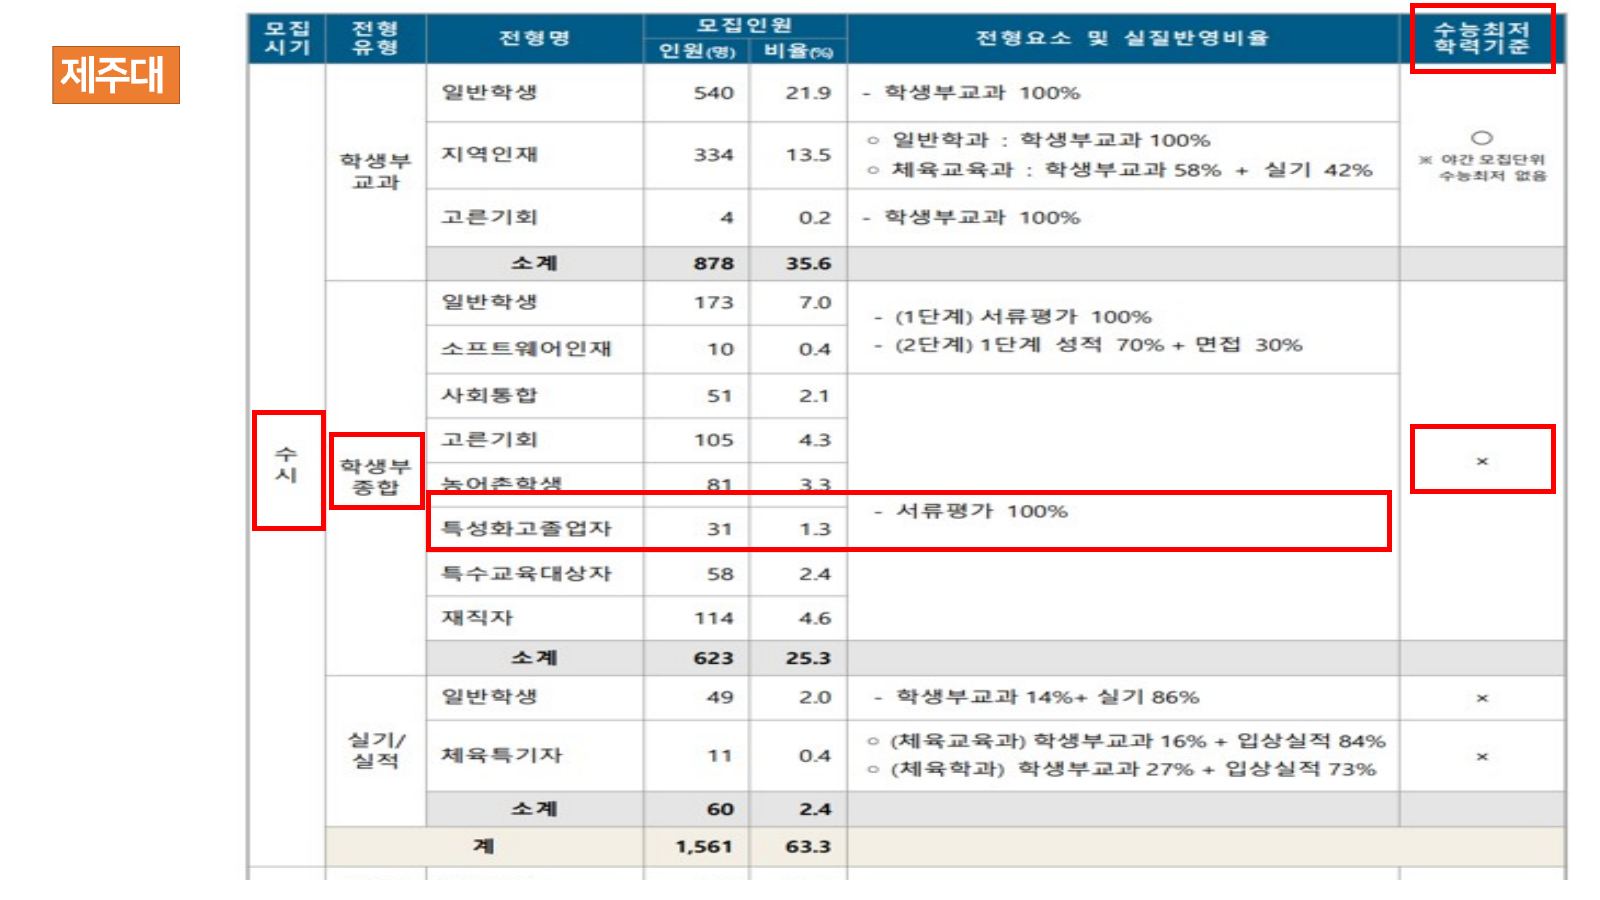 제주대
모집시기 전형유형 전형명 모집인원 전형요소 및 실질반영비율 수능최저학력기준
인원(명) 비율(%)
수시
학생부교과
일반학생 540 21.9 - 학생부교과 100%
지역인재 334 13.5 ○ 일반학과 : 학생부교과 100%
○ 체육교육과 : 학생부교과 58% + 실기 42%
○
※ 야간 모집단위
수능최저 없음
고른기회 4 0.2 - 학생부교과 100%
소계 878 35.6
학생부종합
일반학생 173 7.0 - (1단계) 서류평가 100%
소프트웨어인재 10 0.4 - (2단계) 1단계 성적 70% + 면접 30%
사회통합 51 2.1
고른기회 105 4.3
×
농어촌학생 81 3.3
- 서류평가 100%
특성화고졸업자 31 1.3
특수교육대상자 58 2.4
재직자 114 4.6
소계 623 25.3
실기/실적
일반학생 49 2.0 - 학생부교과 14%+ 실기 86% ×
체육특기자 11 0.4 ○ (체육교육과) 학생부교과 16% + 입상실적 84% ×
○ (체육학과) 학생부교과 27% + 입상실적 73%
소계 60 2.4
계 1,561 63.3